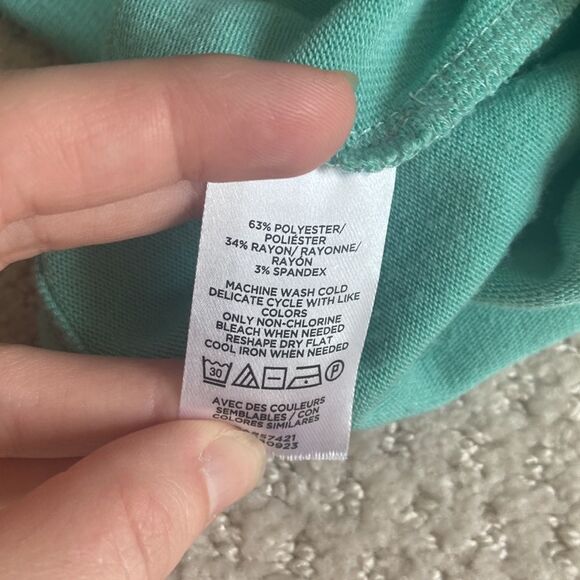 63% POLYESTER/
POLIÉSTER
34% RAYON/ RAYONNE/
RAYÓN
3% SPANDEX
MACHINE WASH COLD
DELICATE CYCLE WITH LIKE
COLORS
ONLY NON-CHLORINE
BLEACH WHEN NEEDED
RESHAPE DRY FLAT
COOL IRON WHEN NEEDED
30 P
AVEC DES COULEURS
SEMBLABLES / CON
COLORES SIMILARES
57421
0923